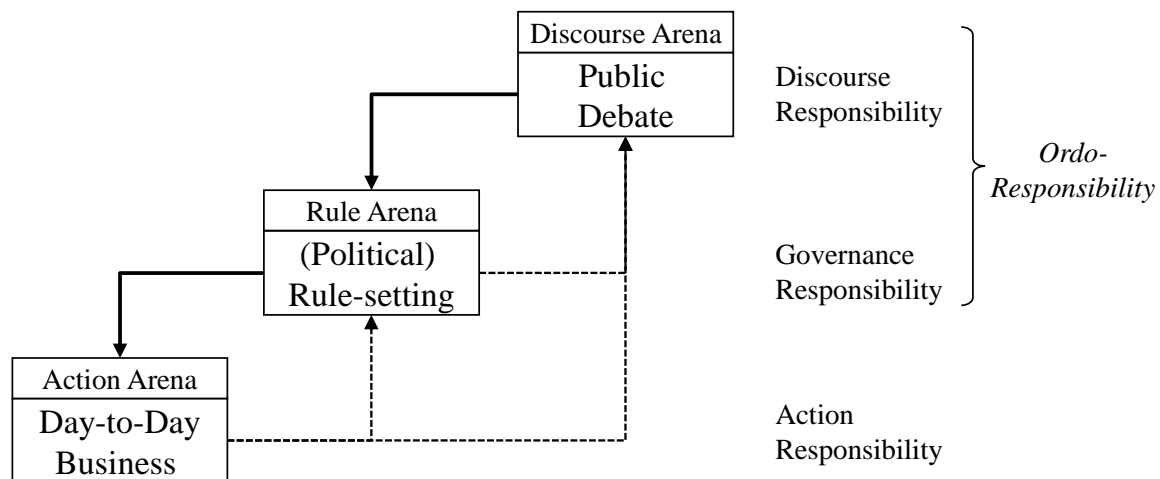 Discourse Arena
Public
Debate
Discourse
Responsibility
Ordo-
Responsibility
Rule Arena
(Political)
Rule-setting
Governance
Responsibility
Action Arena
Day-to-Day
Business
Action
Responsibility